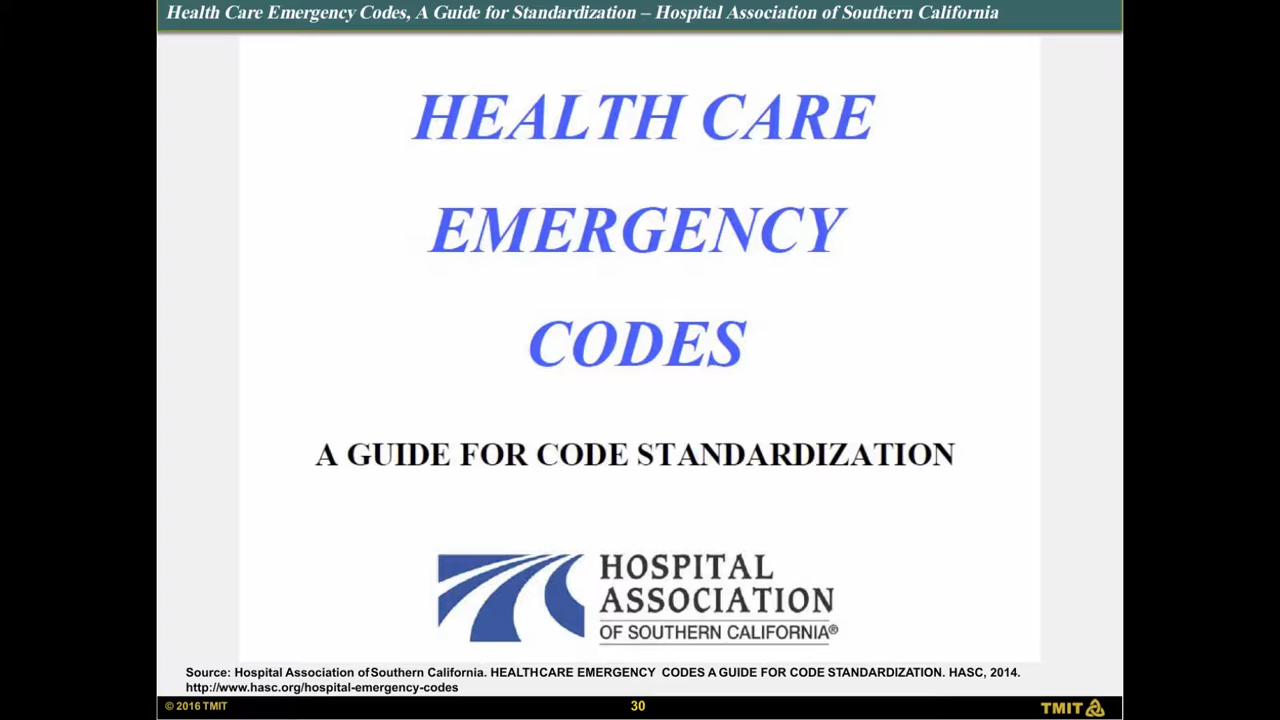 Health Care Emergency Codes, A Guide for Standardization – Hospital Association of Southern California
HEALTH CARE
EMERGENCY
CODES
A GUIDE FOR CODE STANDARDIZATION
HOSPITAL
ASSOCIATION
OF SOUTHERN CALIFORNIA®
Source: Hospital Association of Southern California. HEALTHCARE EMERGENCY CODES A GUIDE FOR CODE STANDARDIZATION. HASC, 2014.
http://www.hasc.org/hospital-emergency-codes
© 2016 TMIT
30
TMIT